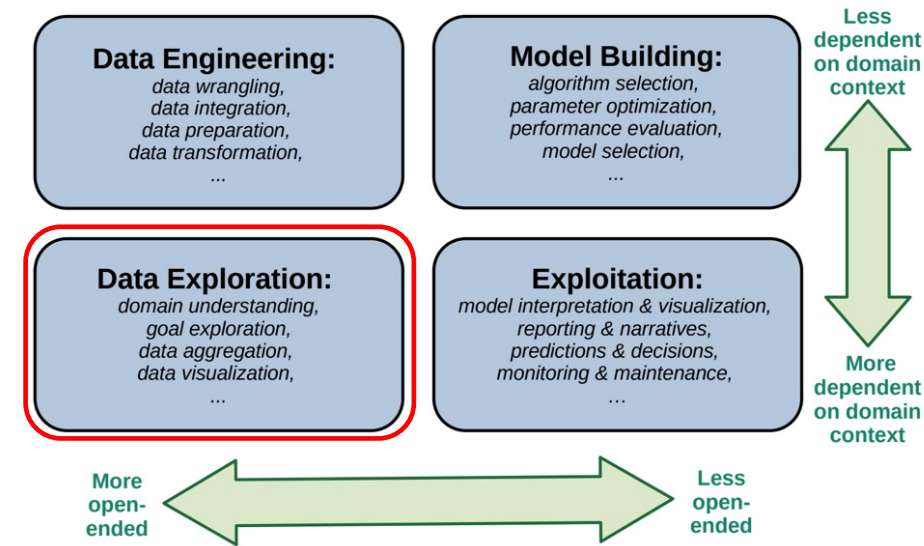 Data Engineering:
data wrangling,
data integration,
data preparation,
data transformation,
...
Model Building:
algorithm selection,
parameter optimization,
performance evaluation,
model selection,
...
Less
dependent
on domain
context
Data Exploration:
domain understanding,
goal exploration,
data aggregation,
data visualization,
...
Exploitation:
model interpretation & visualization,
reporting & narratives,
predictions & decisions,
monitoring & maintenance,
...
More
dependent
on domain
context
More
open-
ended
Less
open-
ended